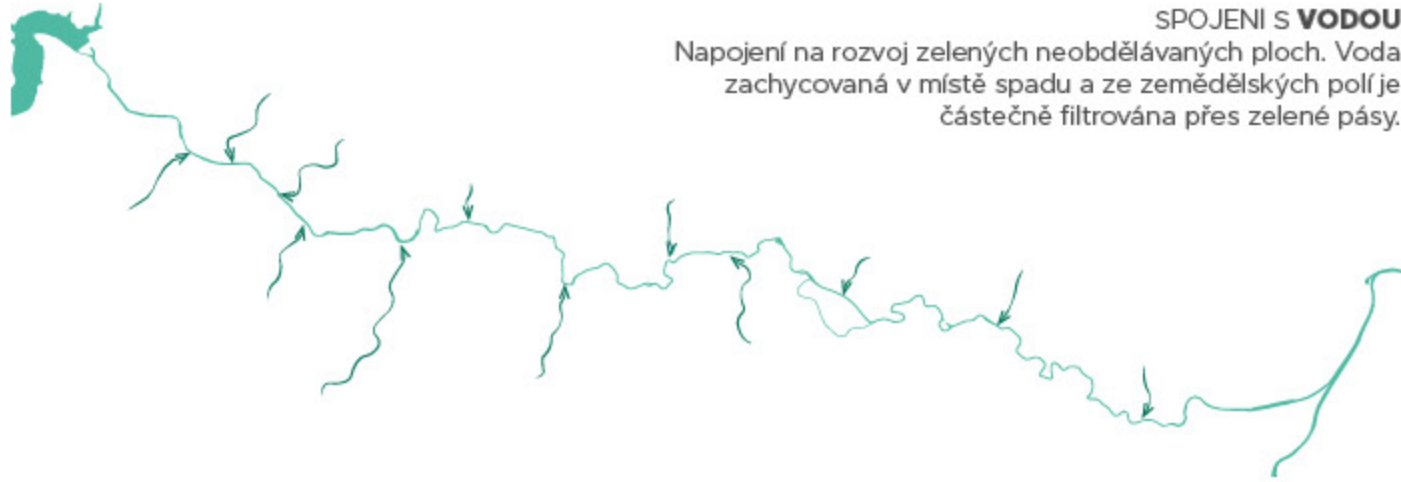 SPOJENI S VODOU
Napojení na rozvoj zelených neobdělávaných ploch. Voda
zachycovaná v místě spadu a ze zemědělských polí je
částečně filtrována přes zelené pásy.